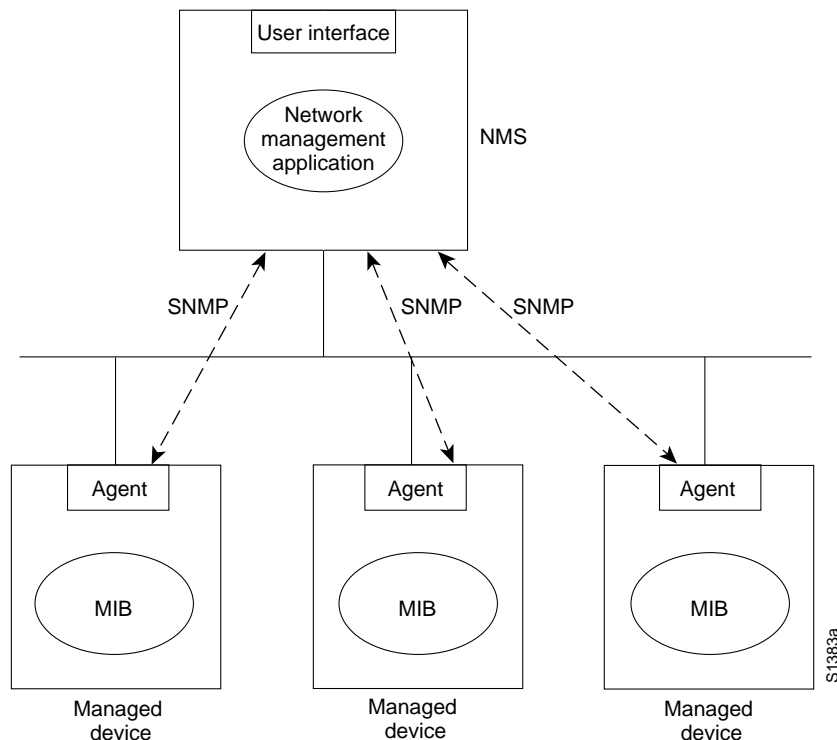 User interface
Network
management
application
NMS
SNMP
SNMP
SNMP
Agent
Agent
Agent
MIB
MIB
MIB
Managed
device
Managed
device
Managed
device
S1383a